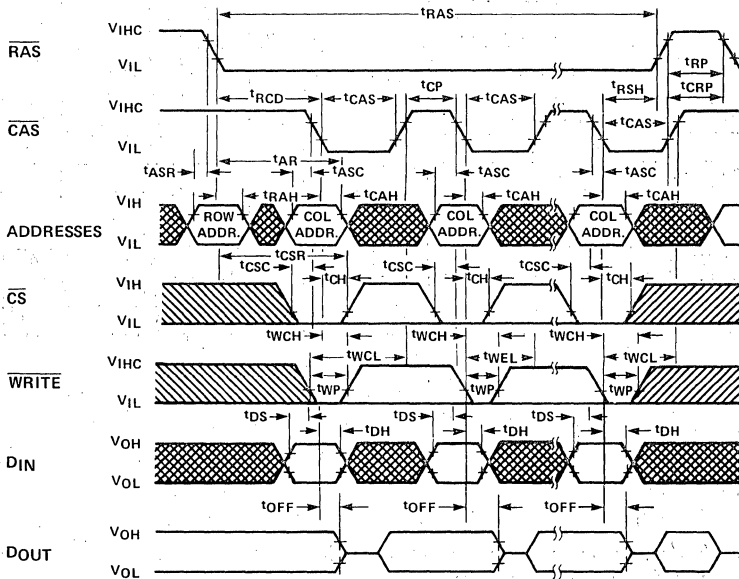 tRAS
VIHC
RAS
VIL
tRP
tRCD tCAS tCP tCAS tRSH tCRP
VIHC
CAS
tCAS
VIL
tASR tAR tASC tASC tASC
tRAH tCAH tCAH tCAH
VIH
ADDRESSES
ROW ADDR. COL ADDR. COL ADDR. COL ADDR.
VIL
tCSR
tCSC tCSC tCSC
VIH tCH tCH tCH
CS
VIL
tWCH tWCH tWCH
VIHC tWCL tWEL tWCL
WRITE
tWP tWP tWP
VIL
tDS tDS tDS
VOH tDH tDH tDH
DIN
VOL
tOFF tOFF tOFF
VOH
DOUT
VOL